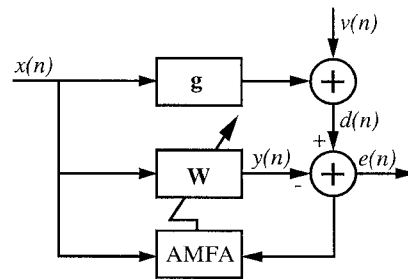 v(n)
x(n)
g
+
d(n)
+
W
y(n)
-
+
e(n)
AMFA